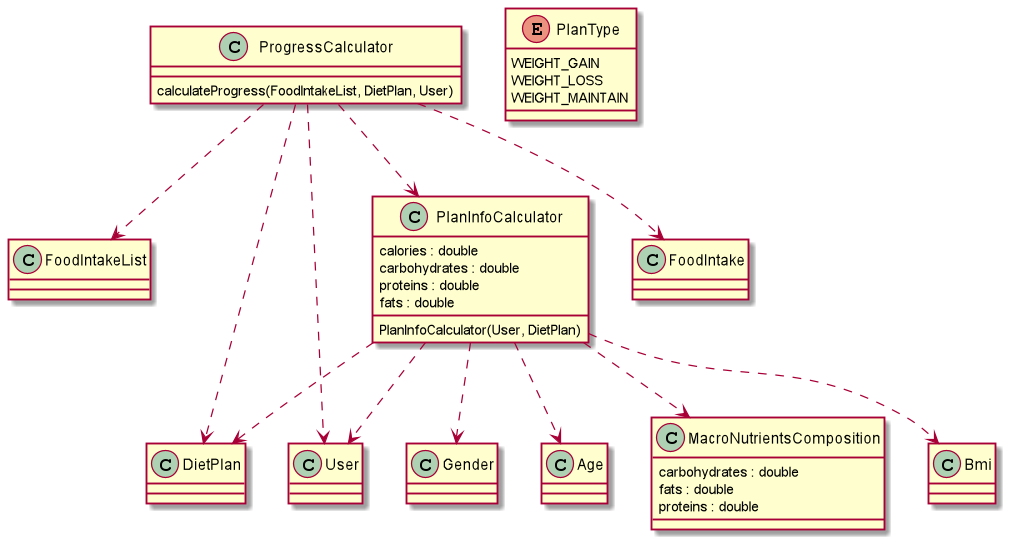 C ProgressCalculator
calculateProgress(FoodIntakeList, DietPlan, User)
E PlanType
WEIGHT_GAIN
WEIGHT_LOSS
WEIGHT_MAINTAIN
C FoodIntakeList
C PlanInfoCalculator
calories : double
carbohydrates : double
proteins : double
fats : double
PlanInfoCalculator(User, DietPlan)
C FoodIntake
C DietPlan
C User
C Gender
C Age
C MacroNutrientsComposition
carbohydrates : double
fats : double
proteins : double
C Bmi